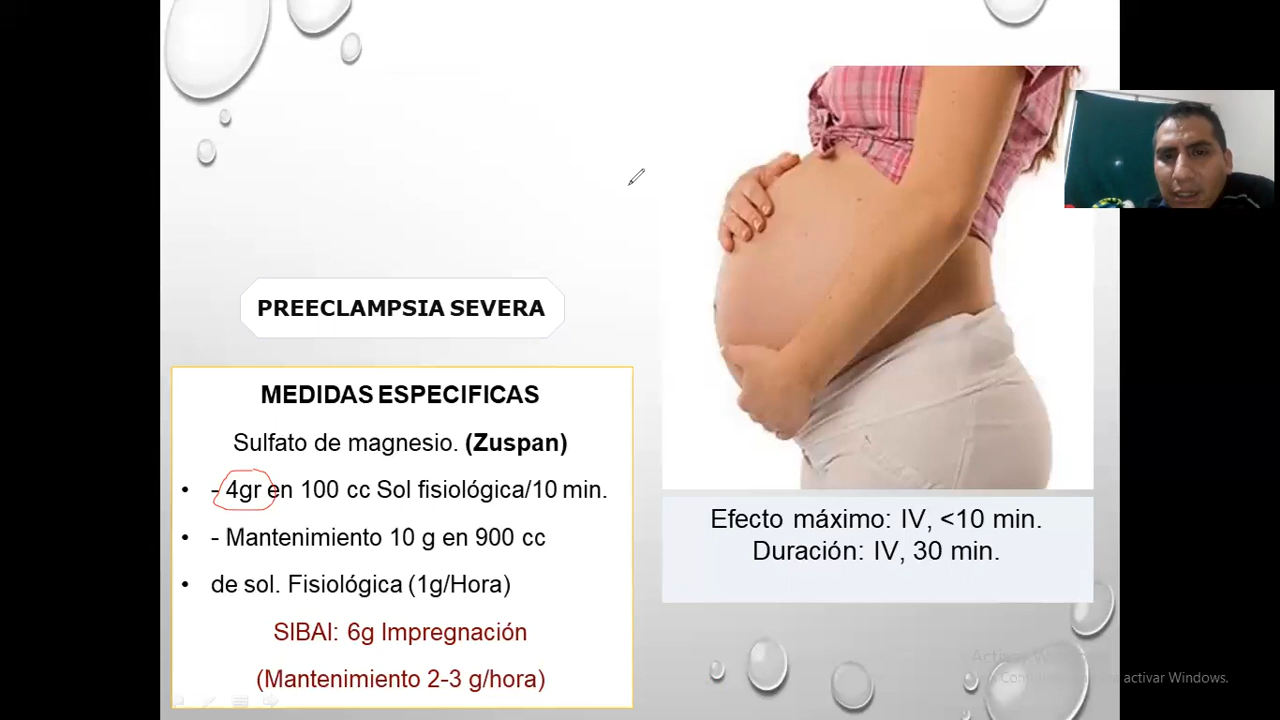 PREECLAMPSIA SEVERA
MEDIDAS ESPECIFICAS
Sulfato de magnesio. (Zuspan)
• - 4gr en 100 cc Sol fisiológica/10 min.
• - Mantenimiento 10 g en 900 cc
• de sol. Fisiológica (1g/Hora)
SIBAI: 6g Impregnación
(Mantenimiento 2-3 g/hora)
Efecto máximo: IV, <10 min.
Duración: IV, 30 min.
activar Windows.